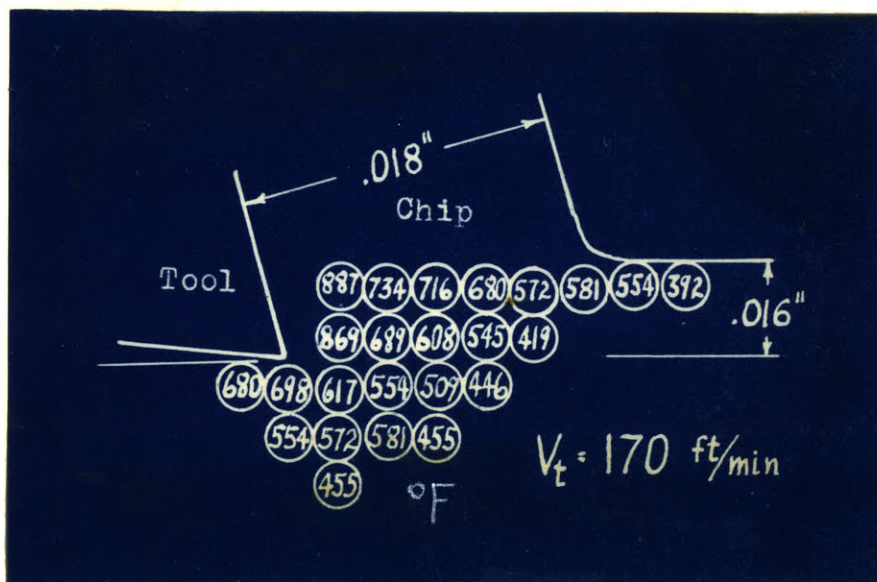 .018"
Chip
Tool
887 734 716 680 572 581 554 392
.016"
869 689 608 545 419
680 698 617 554 509 446
554 572 581 455
V_t = 170 ft/min
455
°F